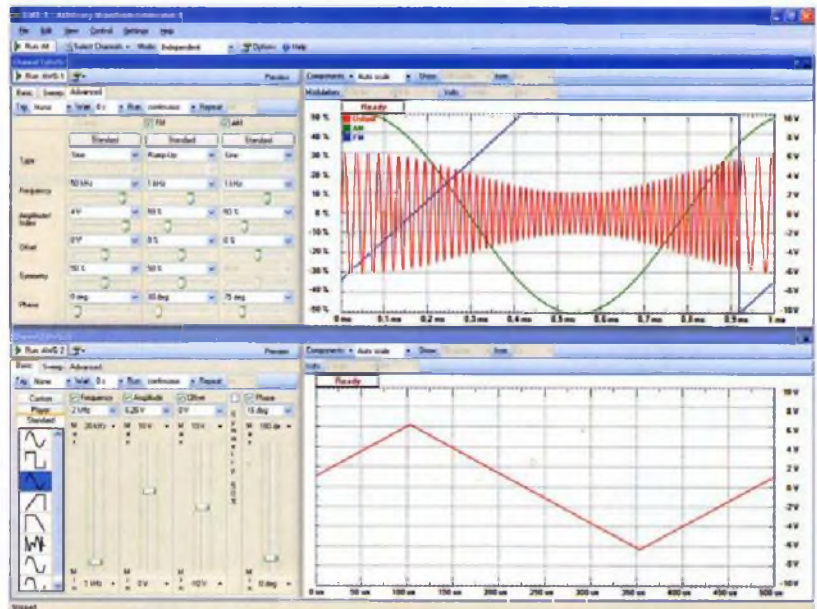 File Edit View Control Settings Help
Run All Select Channels Mode: Independent Options Help
Run AWG 1 Preview
Components Auto scale Show
Basic Sweep Advanced
Trig None Wait 0 s Run continuous Repeat
FM AM
Standard Standard Standard
Type Sine Ramp Up Sine
Frequency 50 kHz 1 kHz 1 kHz
Amplitude/ Index 4 V 50 % 50 %
Offset 0 V 0 % 0 %
Symmetry 50 % 50 %
Phase 0 deg 30 deg 75 deg
Modulation Volts
Ready
Output
AM
FM
50 % 40 % 30 % 20 % 10 % 0 % -10 % -20 % -30 % -40 % -50 %
10 V 8 V 6 V 4 V 2 V 0 V -2 V -4 V -6 V -8 V -10 V
0 ms 0.1 ms 0.2 ms 0.3 ms 0.4 ms 0.5 ms 0.6 ms 0.7 ms 0.8 ms 0.9 ms 1 ms
Run AWG 2 Preview
Components Auto scale Show
Basic Sweep Advanced
Trig None Wait 0 s Run continuous Repeat
Custom Frequency Amplitude Offset Phase
Player 2 kHz 0 V
Standard 20 kHz 10 V 10 V
Symmetry
1 kHz 0 V -10 V 0 deg
Ready
10 V 8 V 6 V 4 V 2 V 0 V -2 V -4 V -6 V -8 V -10 V
0 us 50 us 100 us 150 us 200 us 250 us 300 us 350 us 400 us 450 us 500 us
Stopped